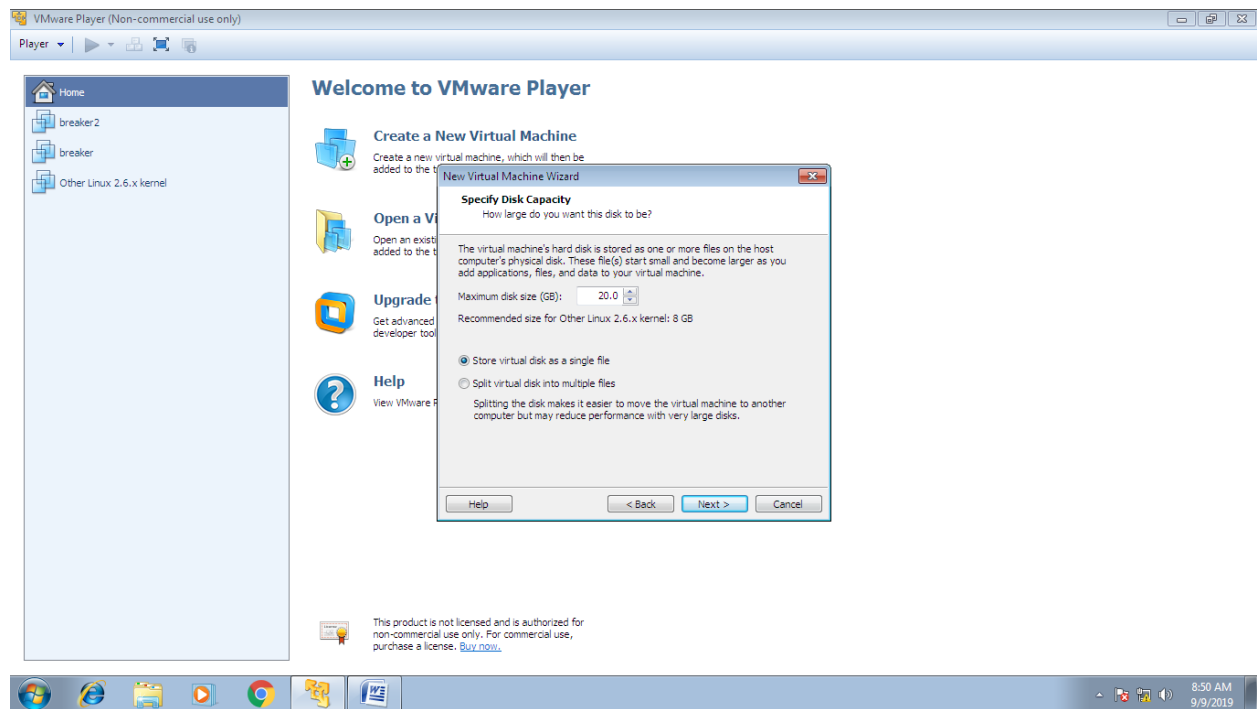 VMware Player (Non-commercial use only)
Player
Home
breaker2
breaker
Other Linux 2.6.x kernel
Welcome to VMware Player
Create a New Virtual Machine
Create a new virtual machine, which will then be
added to the t
Open a Vi
Open an existi
added to the t
Upgrade t
Get advanced
developer tool
Help
View VMware P
New Virtual Machine Wizard
Specify Disk Capacity
How large do you want this disk to be?
The virtual machine's hard disk is stored as one or more files on the host
computer's physical disk. These file(s) start small and become larger as you
add applications, files, and data to your virtual machine.
Maximum disk size (GB): 20.0
Recommended size for Other Linux 2.6.x kernel: 8 GB
Store virtual disk as a single file
Split virtual disk into multiple files
Splitting the disk makes it easier to move the virtual machine to another
computer but may reduce performance with very large disks.
Help < Back Next > Cancel
This product is not licensed and is authorized for
non-commercial use only. For commercial use,
purchase a license. Buy now.
8:50 AM
9/9/2019